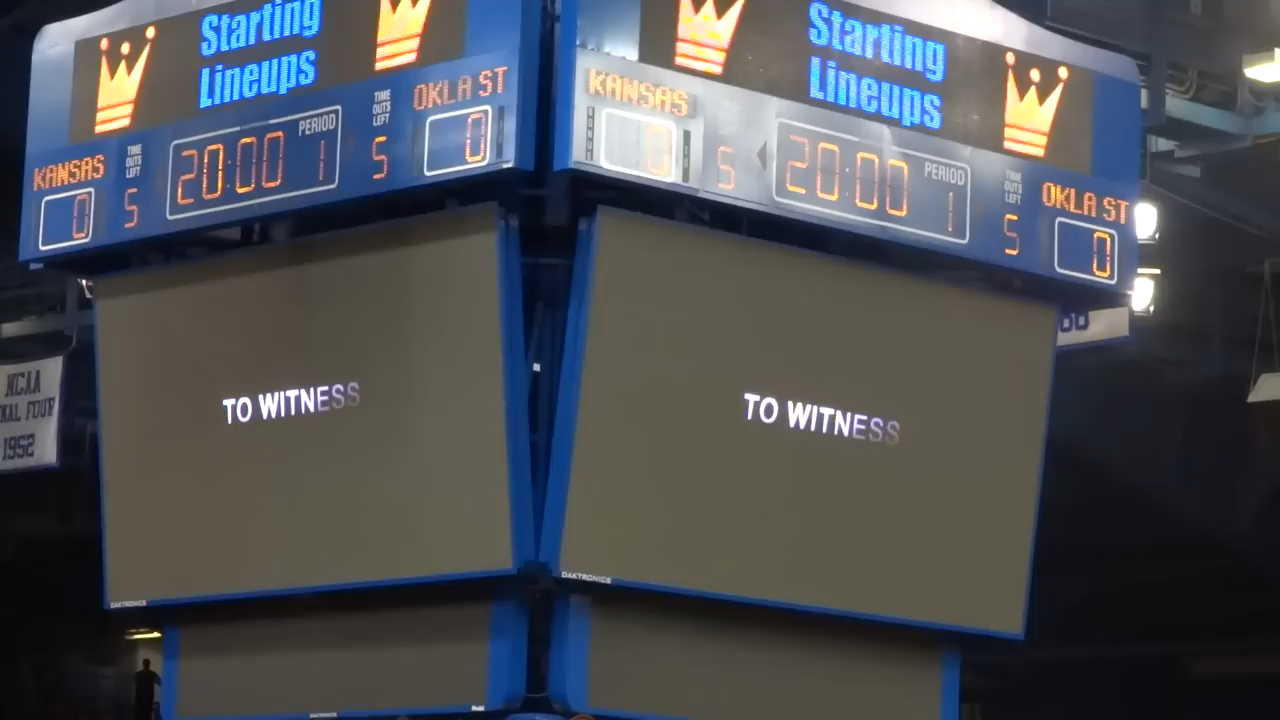 Starting
Lineups
KANSAS
0
TIME
OUTS
LEFT
5
20:00
PERIOD
1
TIME
OUTS
LEFT
5
OKLA ST
0
Starting
Lineups
KANSAS
BONUS
0
5
20:00
PERIOD
1
TIME
OUTS
LEFT
5
OKLA ST
0
TO WITNESS
TO WITNESS
NCAA
NAL FOUR
1952
DAKTRONICS
DAKTRONICS